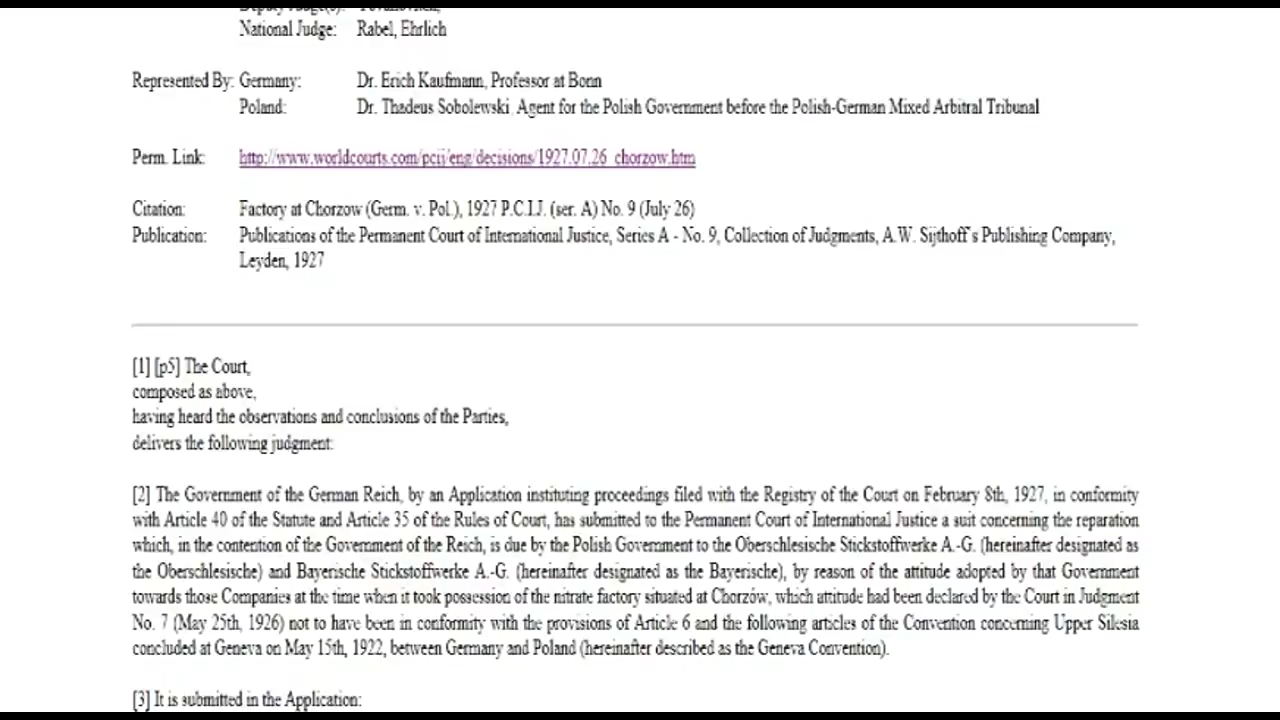 Deputy Judge(s): Yovanovitch,
National Judge: Rabel, Ehrlich
Represented By: Germany: Dr. Erich Kaufmann, Professor at Bonn
Poland: Dr. Thadeus Sobolewski, Agent for the Polish Government before the Polish-German Mixed Arbitral Tribunal
Perm. Link: http://www.worldcourts.com/pcij/eng/decisions/1927.07.26_chorzow.htm
Citation: Factory at Chorzow (Germ. v. Pol.), 1927 P.C.I.J. (ser. A) No. 9 (July 26)
Publication: Publications of the Permanent Court of International Justice, Series A - No. 9, Collection of Judgments, A.W. Sijthoff's Publishing Company,
Leyden, 1927
[1] [p5] The Court,
composed as above,
having heard the observations and conclusions of the Parties,
delivers the following judgment:
[2] The Government of the German Reich, by an Application instituting proceedings filed with the Registry of the Court on February 8th, 1927, in conformity
with Article 40 of the Statute and Article 35 of the Rules of Court, has submitted to the Permanent Court of International Justice a suit concerning the reparation
which, in the contention of the Government of the Reich, is due by the Polish Government to the Oberschlesische Stickstoffwerke A.-G. (hereinafter designated as
the Oberschlesische) and Bayerische Stickstoffwerke A.-G. (hereinafter designated as the Bayerische), by reason of the attitude adopted by that Government
towards those Companies at the time when it took possession of the nitrate factory situated at Chorzów, which attitude had been declared by the Court in Judgment
No. 7 (May 25th, 1926) not to have been in conformity with the provisions of Article 6 and the following articles of the Convention concerning Upper Silesia
concluded at Geneva on May 15th, 1922, between Germany and Poland (hereinafter described as the Geneva Convention).
[3] It is submitted in the Application: